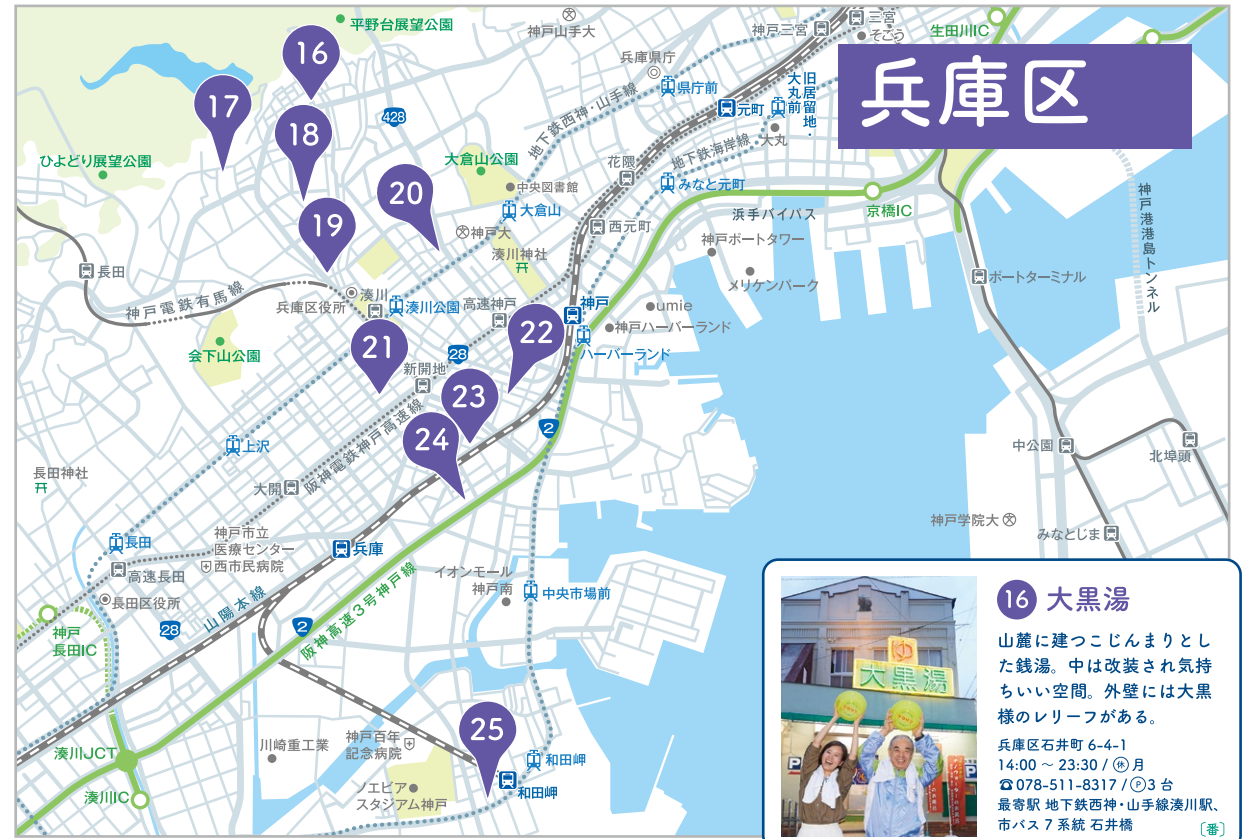 平野台展望公園
神戸山手大
三宮
神戸三宮
そごう
生田川IC
兵庫県庁
県庁前
旧居留地・
大丸前
元町
大丸
兵庫区
16
17
18
428
地下鉄西神・山手線
ひよどり展望公園
大倉山公園
花隈
地下鉄海岸線
みなと元町
20
中央図書館
大倉山
19
神戸大
湊川神社
西元町
浜手バイパス
京橋IC
神戸港港島トンネル
神戸ポートタワー
メリケンパーク
ポートターミナル
長田
神戸電鉄有馬線
兵庫区役所
湊川
湊川公園
高速神戸
神戸
umie
神戸ハーバーランド
ハーバーランド
会下山公園
21
28
22
新開地
23
24
阪神電鉄神戸高速線
2
上沢
大開
中公園
北埠頭
長田神社
神戸学院大
みなとじま
長田
神戸市立
医療センター
西市民病院
兵庫
高速長田
長田区役所
イオンモール
神戸南
中央市場前
山陽本線
28
2
阪神高速3号神戸線
神戸
長田IC
湊川JCT
湊川IC
川崎重工業
神戸百年
記念病院
25
和田岬
和田岬
ノエビア
スタジアム神戸
大黒湯
P
P
16 大黒湯
山麓に建つこじんまりとし
た銭湯。中は改装され気持
ちいい空間。外壁には大黒
様のレリーフがある。
兵庫区石井町 6-4-1
14:00 ～ 23:30 / ㊡月
☎078-511-8317 / Ⓟ3 台
最寄駅 地下鉄西神・山手線湊川駅、
市バス 7 系統 石井橋
〔番〕